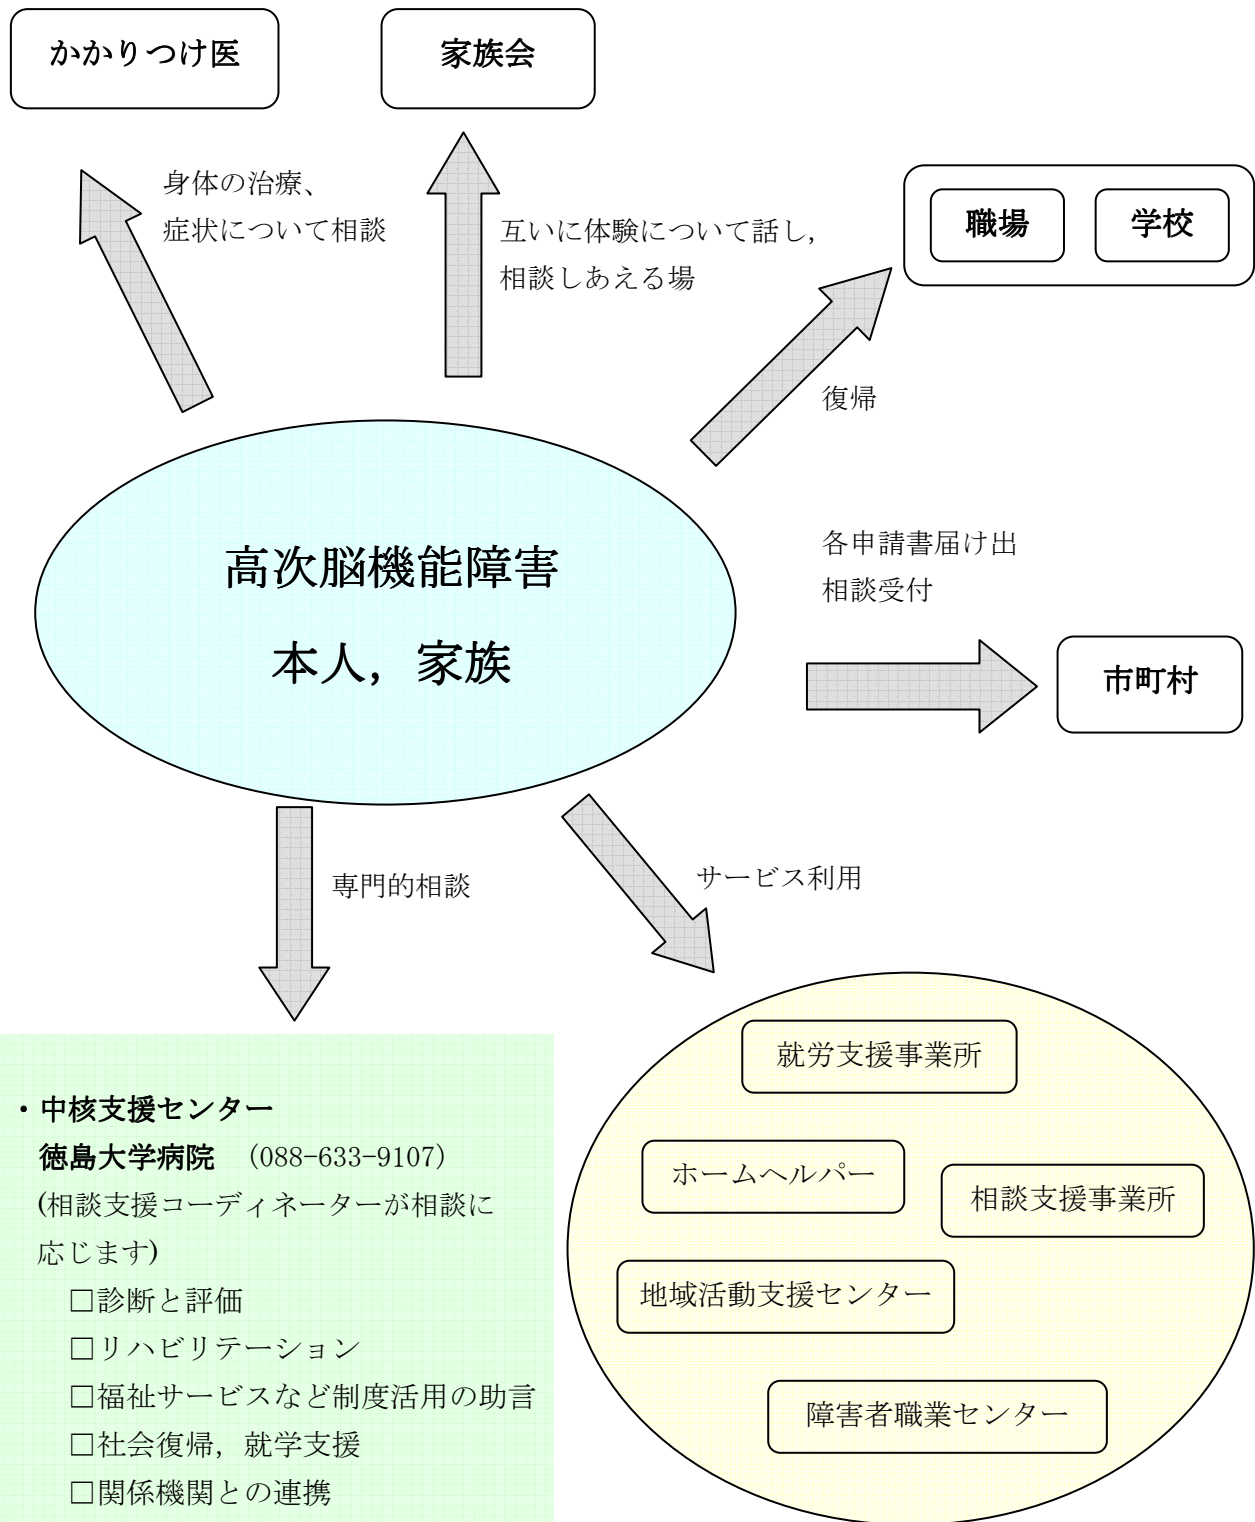 かかりつけ医
家族会
身体の治療、
症状について相談
互いに体験について話し，
相談しあえる場
職場
学校
復帰
高次脳機能障害
本人，家族
各申請書届け出
相談受付
市町村
専門的相談
サービス利用
・中核支援センター
徳島大学病院　（088-633-9107）
(相談支援コーディネーターが相談に
応じます)
□診断と評価
□リハビリテーション
□福祉サービスなど制度活用の助言
□社会復帰，就学支援
□関係機関との連携
就労支援事業所
ホームヘルパー
相談支援事業所
地域活動支援センター
障害者職業センター